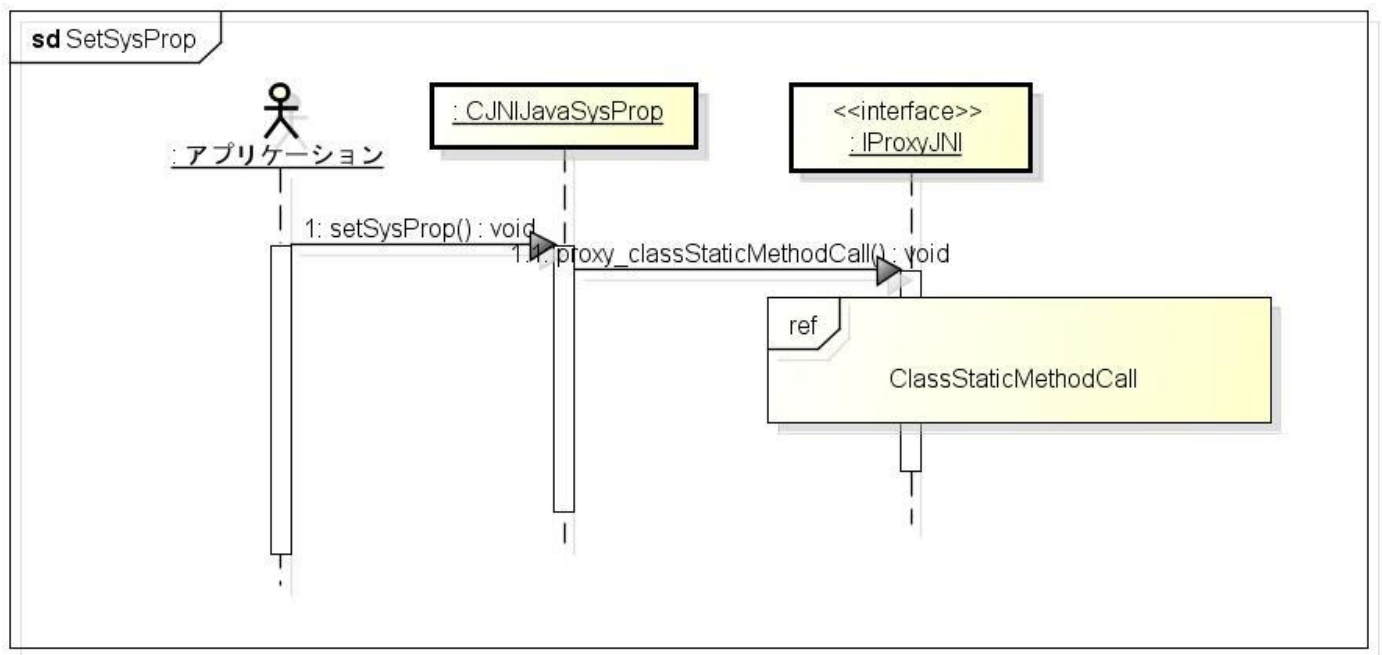 sd SetSysProp
: アプリケーション
: CJNIJavaSysProp
<<interface>>
: IProxyJNI
1: setSysProp() : void
1.1: proxy_classStaticMethodCall() : void
ref
ClassStaticMethodCall